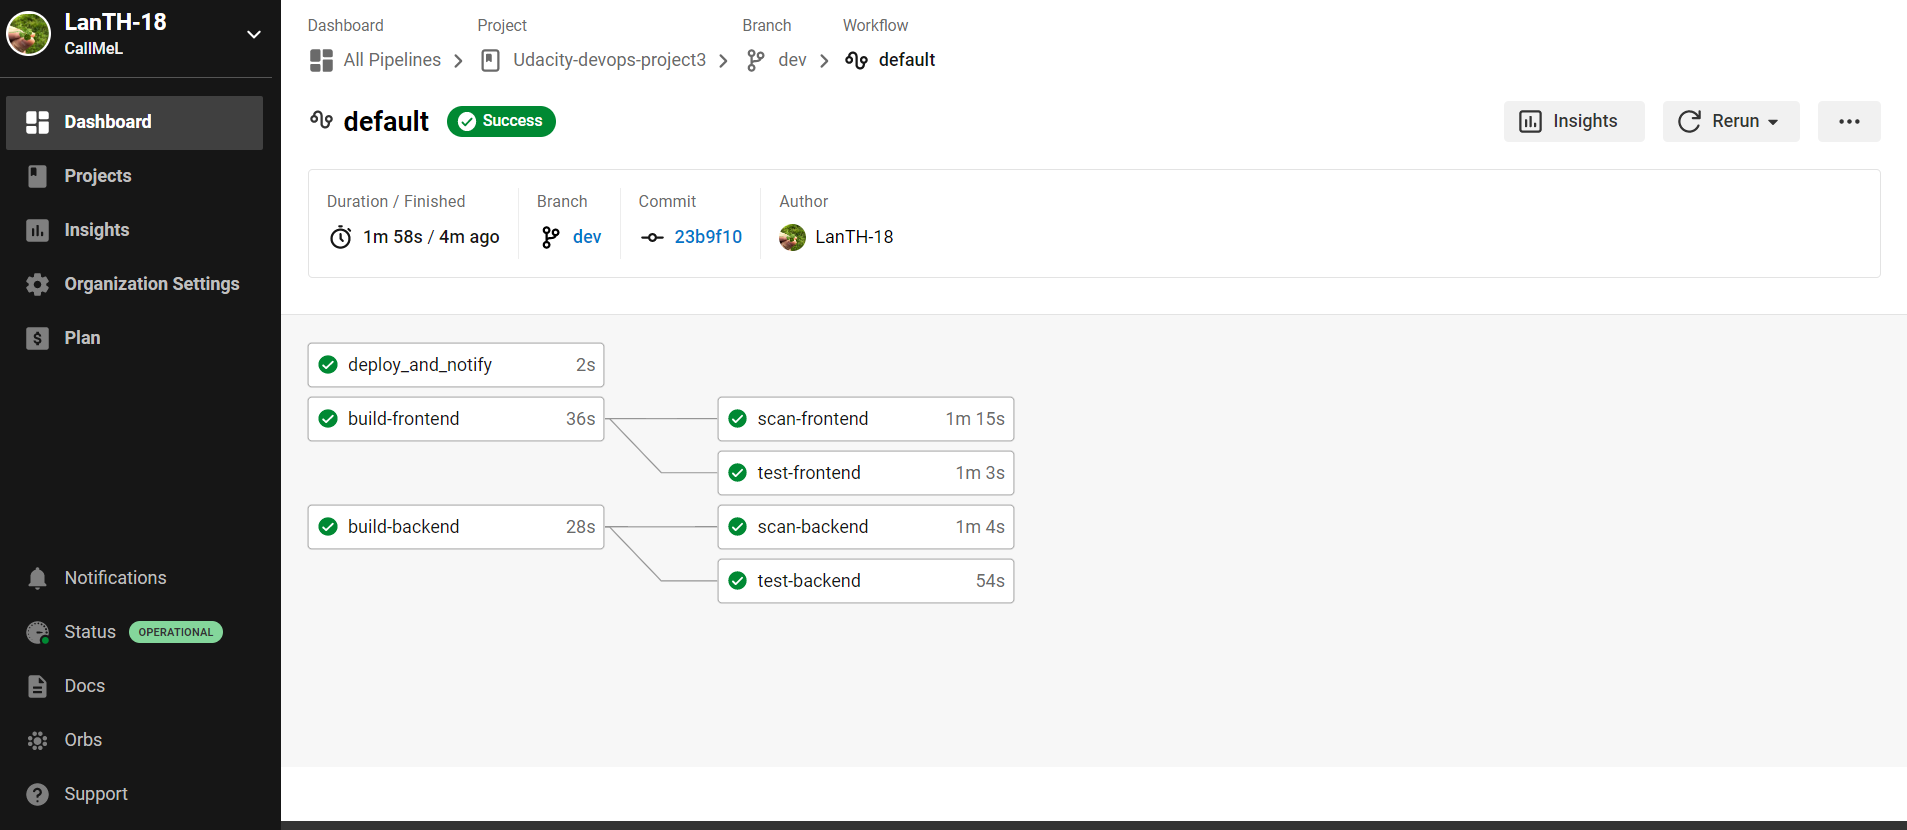 LanTH-18
CallMeL
Dashboard
Projects
Insights
Organization Settings
Plan
Notifications
Status OPERATIONAL
Docs
Orbs
Support
Dashboard Project Branch Workflow
All Pipelines Udacity-devops-project3 dev default
default Success Insights Rerun
Duration / Finished Branch Commit Author
1m 58s / 4m ago dev 23b9f10 LanTH-18
deploy_and_notify 2s
build-frontend 36s scan-frontend 1m 15s
test-frontend 1m 3s
build-backend 28s scan-backend 1m 4s
test-backend 54s